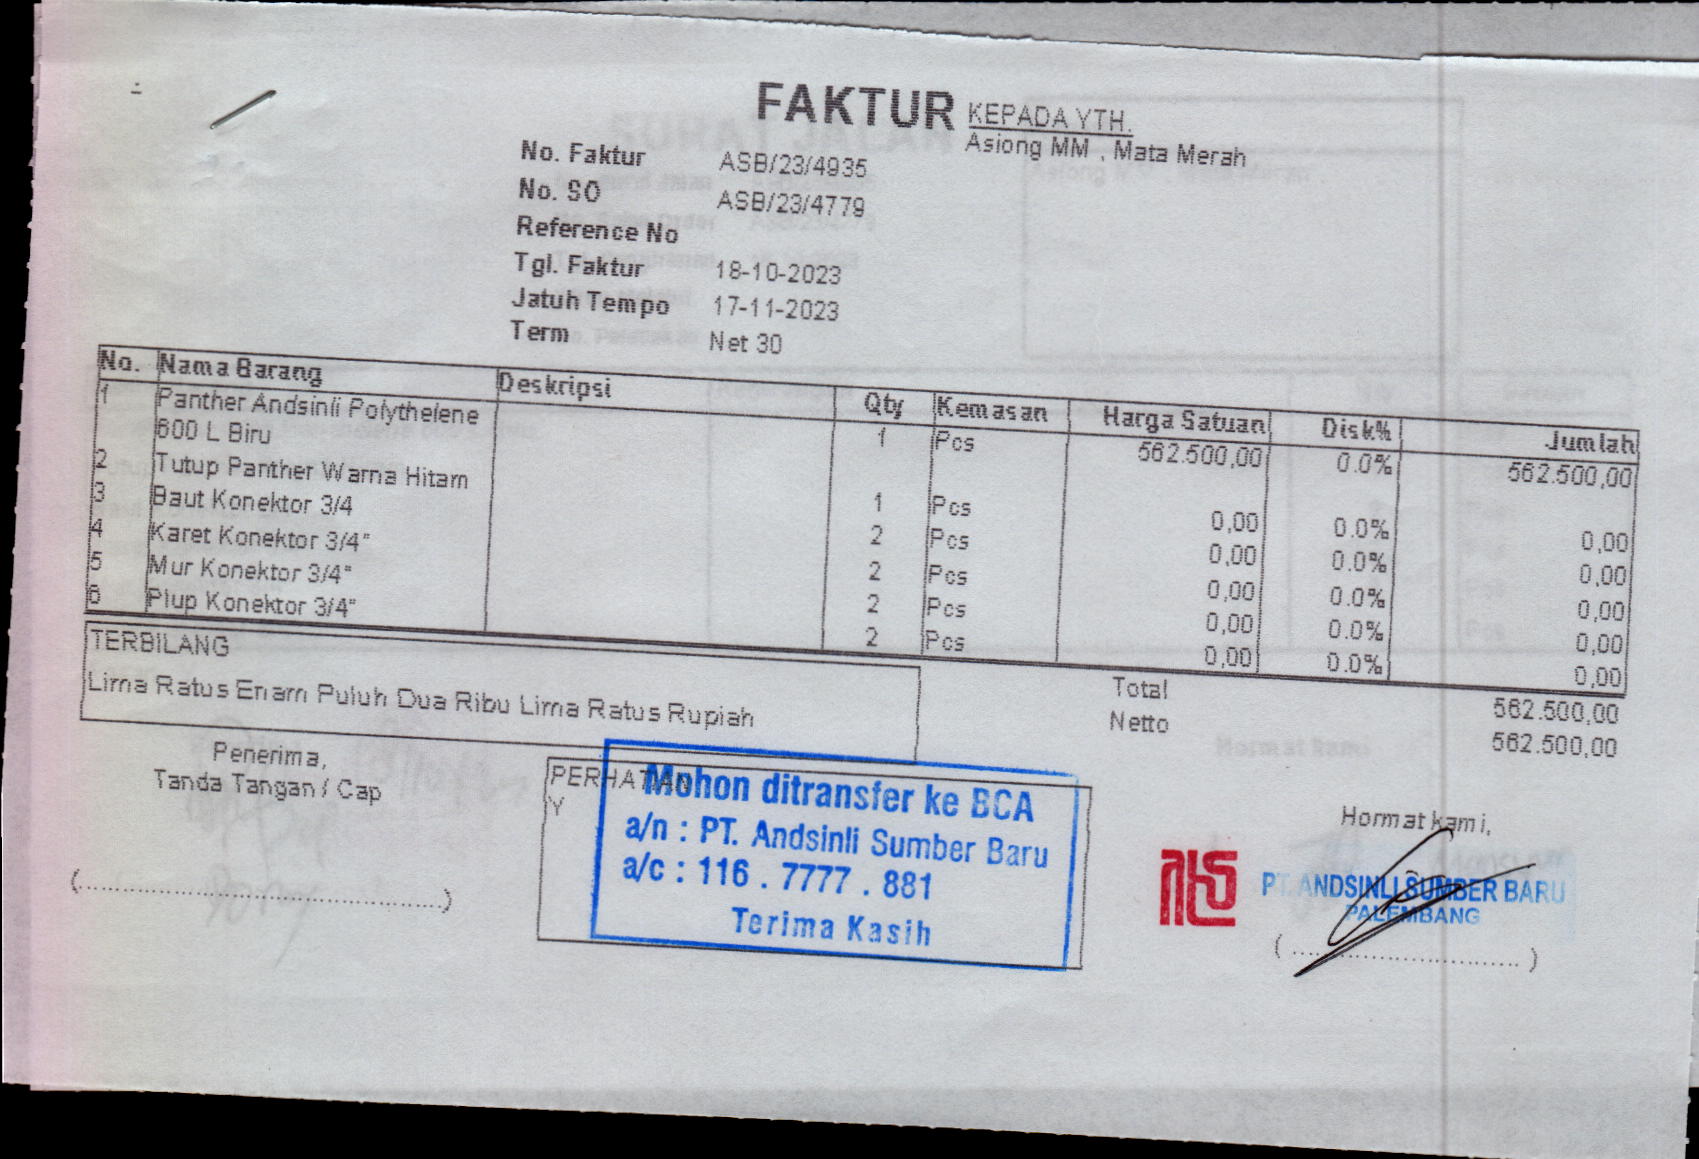 FAKTUR
KEPADA YTH.
Asiong MM , Mata Merah
No. Faktur ASB/23/4935
No. SO ASB/23/4779
Reference No
Tgl. Faktur 18-10-2023
Jatuh Tempo 17-11-2023
Term Net 30
No. Nama Barang Deskripsi Qty Kemasan Harga Satuan Disk% Jumlah
1 Panther Andsinli Polythelene 1 Pcs 562.500,00 0.0% 562.500,00
600 L Biru
2 Tutup Panther Warna Hitam 1 Pcs 0,00 0.0% 0,00
3 Baut Konektor 3/4 2 Pcs 0,00 0.0% 0,00
4 Karet Konektor 3/4" 2 Pcs 0,00 0.0% 0,00
5 Mur Konektor 3/4" 2 Pcs 0,00 0.0% 0,00
6 Plup Konektor 3/4" 2 Pcs 0,00 0.0% 0,00
TERBILANG
Lima Ratus Enam Puluh Dua Ribu Lima Ratus Rupiah
Total 562.500,00
Netto 562.500,00
Penerima,
Tanda Tangan / Cap
(..............................................)
PERHATIAN
Y
Mohon ditransfer ke BCA
a/n : PT. Andsinli Sumber Baru
a/c : 116 . 7777 . 881
Terima Kasih
Hormat kami,
PT. ANDSINLI SUMBER BARU
PALEMBANG
( ............................. )